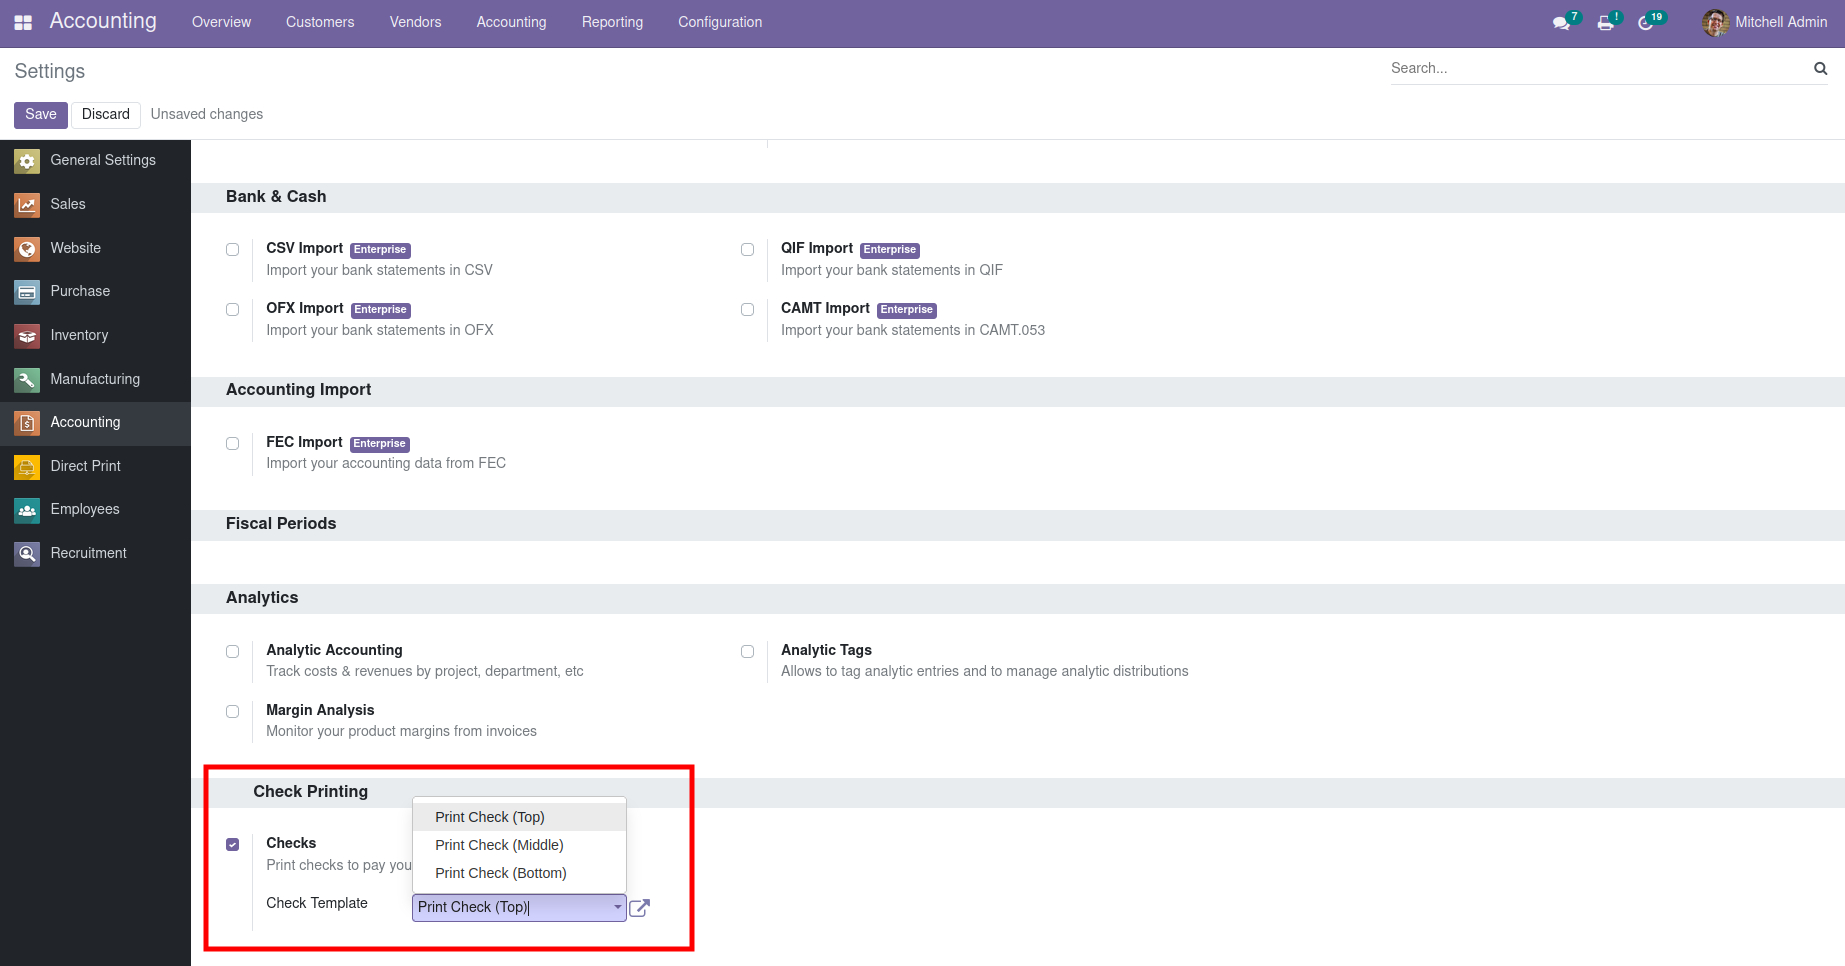 Accounting Overview Customers Vendors Accounting Reporting Configuration 7 ! 19 Mitchell Admin
Settings Search...
Save Discard Unsaved changes
General Settings
Sales
Website
Purchase
Inventory
Manufacturing
Accounting
Direct Print
Employees
Recruitment
Bank & Cash
CSV Import Enterprise
Import your bank statements in CSV
QIF Import Enterprise
Import your bank statements in QIF
OFX Import Enterprise
Import your bank statements in OFX
CAMT Import Enterprise
Import your bank statements in CAMT.053
Accounting Import
FEC Import Enterprise
Import your accounting data from FEC
Fiscal Periods
Analytics
Analytic Accounting
Track costs & revenues by project, department, etc
Analytic Tags
Allows to tag analytic entries and to manage analytic distributions
Margin Analysis
Monitor your product margins from invoices
Check Printing
Checks
Print checks to pay you
Print Check (Top)
Print Check (Middle)
Print Check (Bottom)
Check Template Print Check (Top)